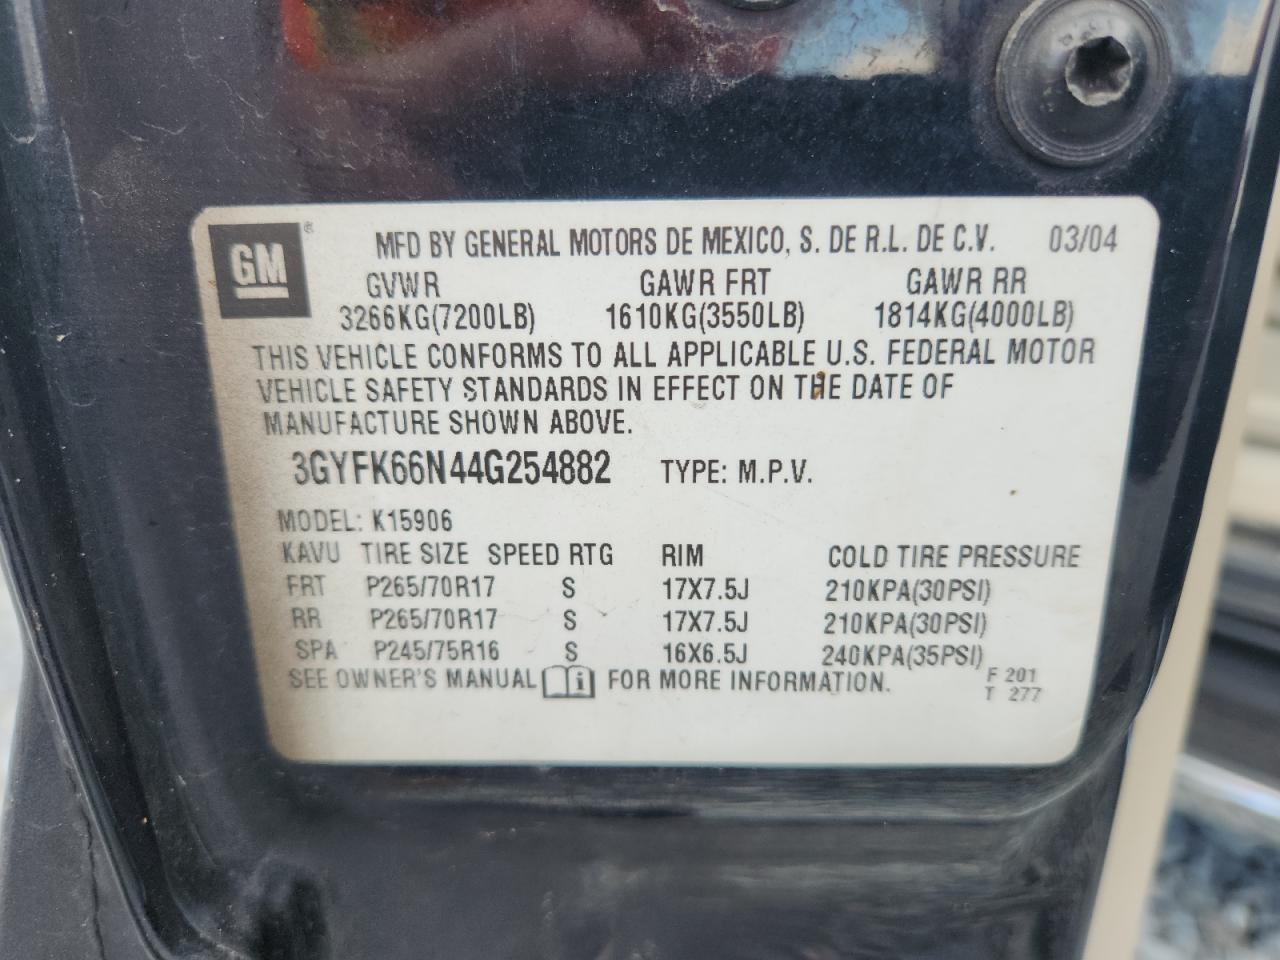 GM ® MFD BY GENERAL MOTORS DE MEXICO, S. DE R.L. DE C.V. 03/04
GVWR GAWR FRT GAWR RR
3266KG(7200LB) 1610KG(3550LB) 1814KG(4000LB)
THIS VEHICLE CONFORMS TO ALL APPLICABLE U.S. FEDERAL MOTOR
VEHICLE SAFETY STANDARDS IN EFFECT ON THE DATE OF
MANUFACTURE SHOWN ABOVE.
3GYFK66N44G254882 TYPE: M.P.V.
MODEL: K15906
KAVU TIRE SIZE SPEED RTG RIM COLD TIRE PRESSURE
FRT P265/70R17 S 17X7.5J 210KPA(30PSI)
RR P265/70R17 S 17X7.5J 210KPA(30PSI)
SPA P245/75R16 S 16X6.5J 240KPA(35PSI)
SEE OWNER'S MANUAL i FOR MORE INFORMATION. F 201
T 277